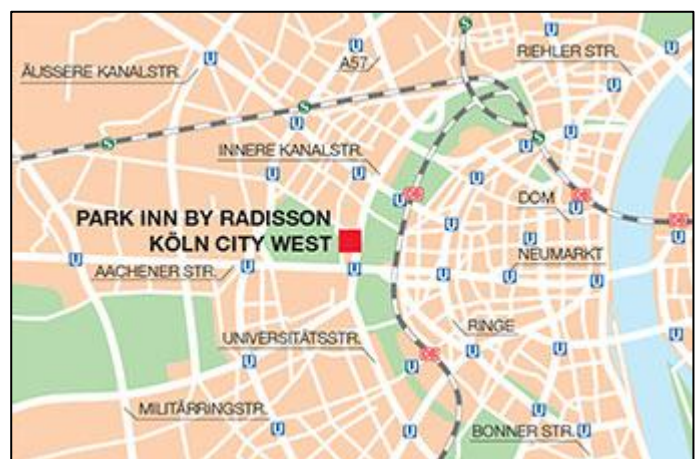 RIEHLER STR.
A57
ÄUSSERE KANALSTR.
INNERE KANALSTR.
DOM
PARK INN BY RADISSON
KÖLN CITY WEST
NEUMARKT
AACHENER STR.
RINGE
UNIVERSITÄTSSTR.
MILITÄRRINGSTR.
BONNER STR.
U
S
DB